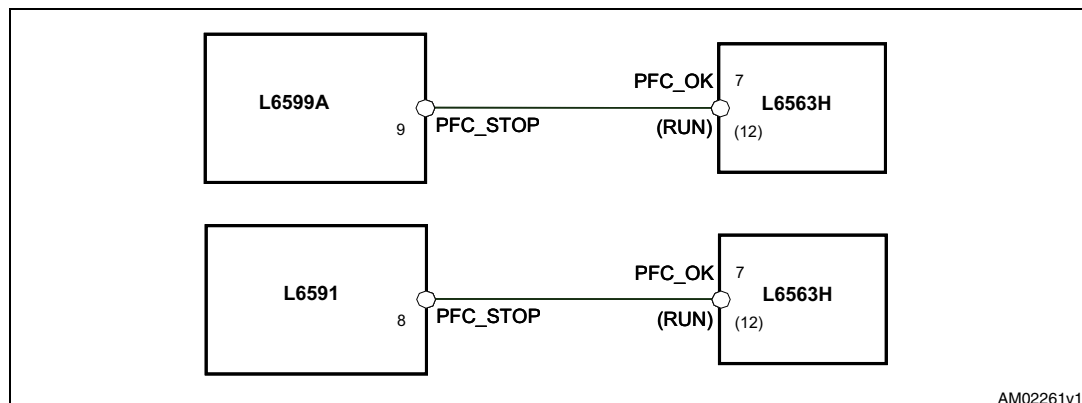 PFC_OK 7
L6599A L6563H
9 PFC_STOP (RUN) (12)
PFC_OK 7
L6591 L6563H
8 PFC_STOP (RUN) (12)
AM02261v1